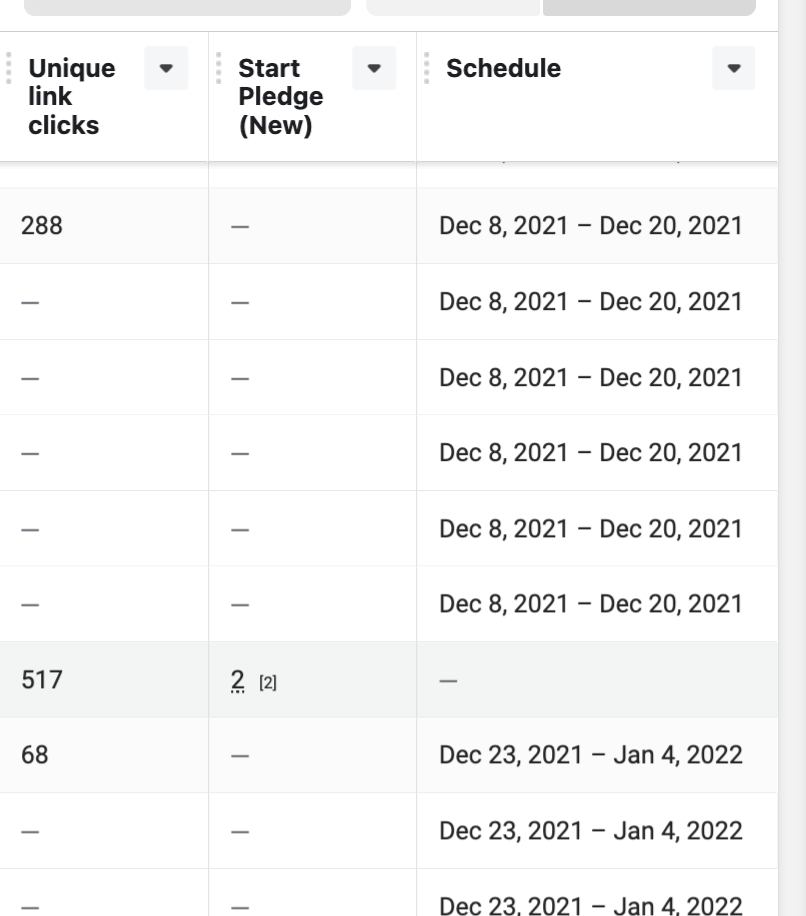 Unique link clicks Start Pledge (New) Schedule
288 — Dec 8, 2021 – Dec 20, 2021
— — Dec 8, 2021 – Dec 20, 2021
— — Dec 8, 2021 – Dec 20, 2021
— — Dec 8, 2021 – Dec 20, 2021
— — Dec 8, 2021 – Dec 20, 2021
— — Dec 8, 2021 – Dec 20, 2021
517 2 [2] —
68 — Dec 23, 2021 – Jan 4, 2022
— — Dec 23, 2021 – Jan 4, 2022
— — Dec 23, 2021 – Jan 4, 2022